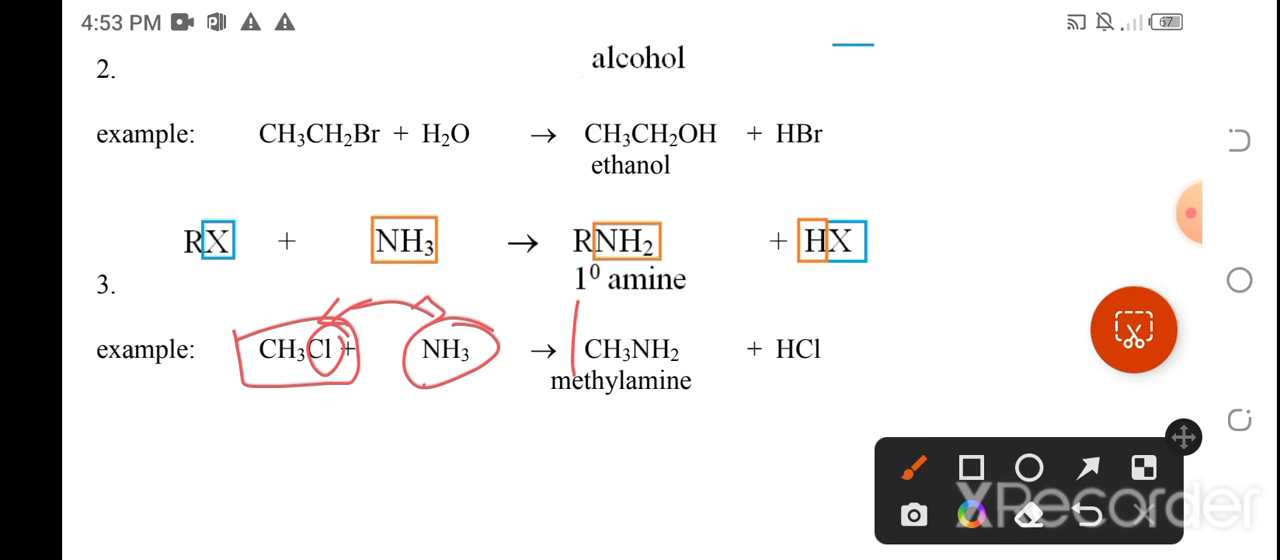 4:53 PM 67
alcohol
2.
example: CH₃CH₂Br + H₂O → CH₃CH₂OH + HBr
ethanol
RX + NH₃ → RNH₂ + HX
1⁰ amine
3.
example: CH₃Cl + NH₃ → CH₃NH₂ + HCl
methylamine
XRecorder